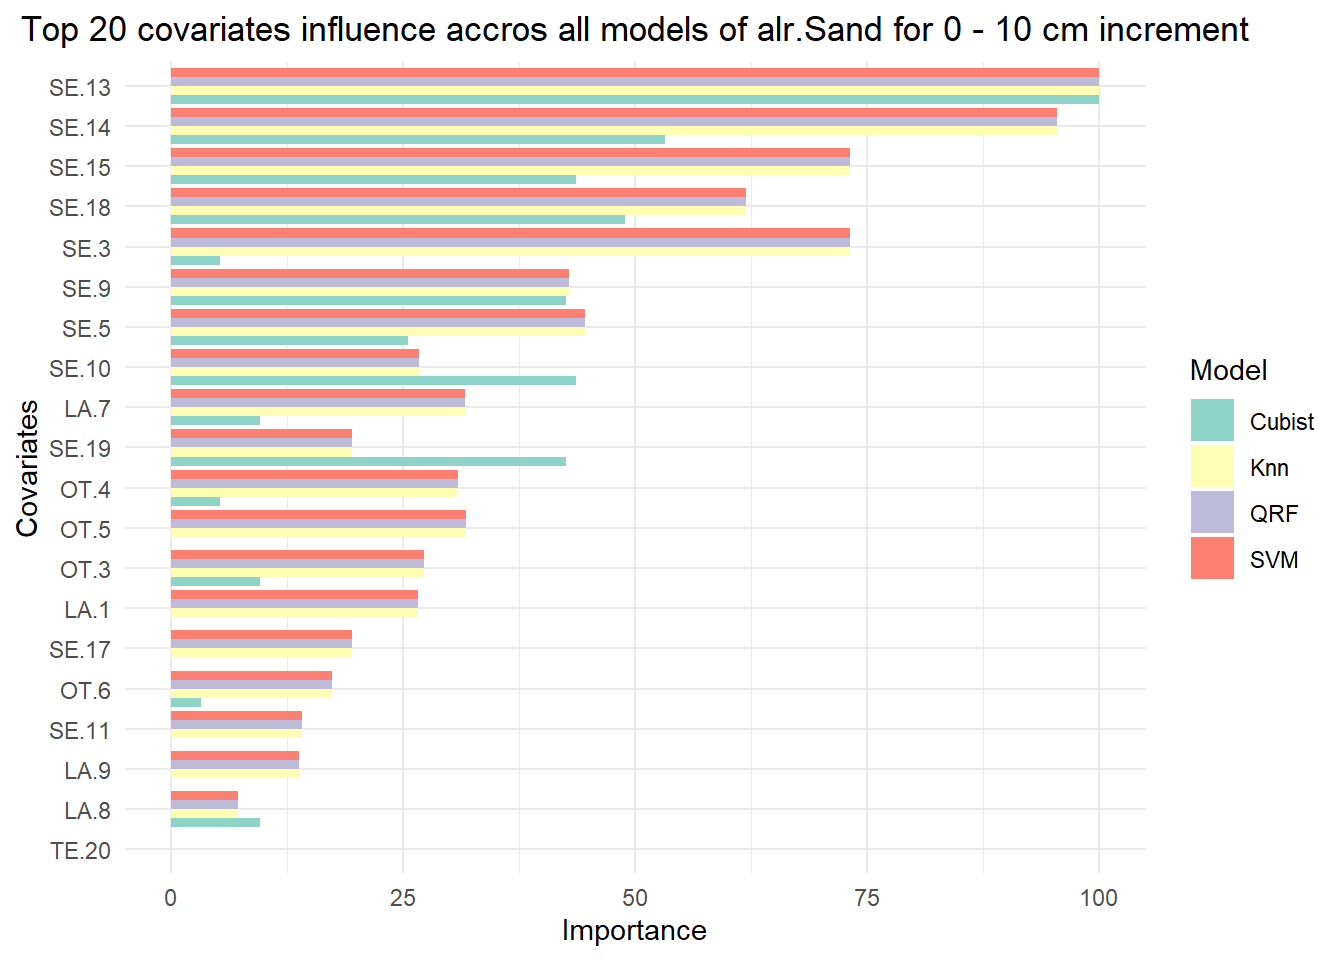 Top 20 covariates influence accros all models of alr.Sand for 0 - 10 cm increment
Covariates
SE.13
SE.14
SE.15
SE.18
SE.3
SE.9
SE.5
SE.10
LA.7
SE.19
OT.4
OT.5
OT.3
LA.1
SE.17
OT.6
SE.11
LA.9
LA.8
TE.20
0 25 50 75 100
Importance
Model
Cubist
Knn
QRF
SVM